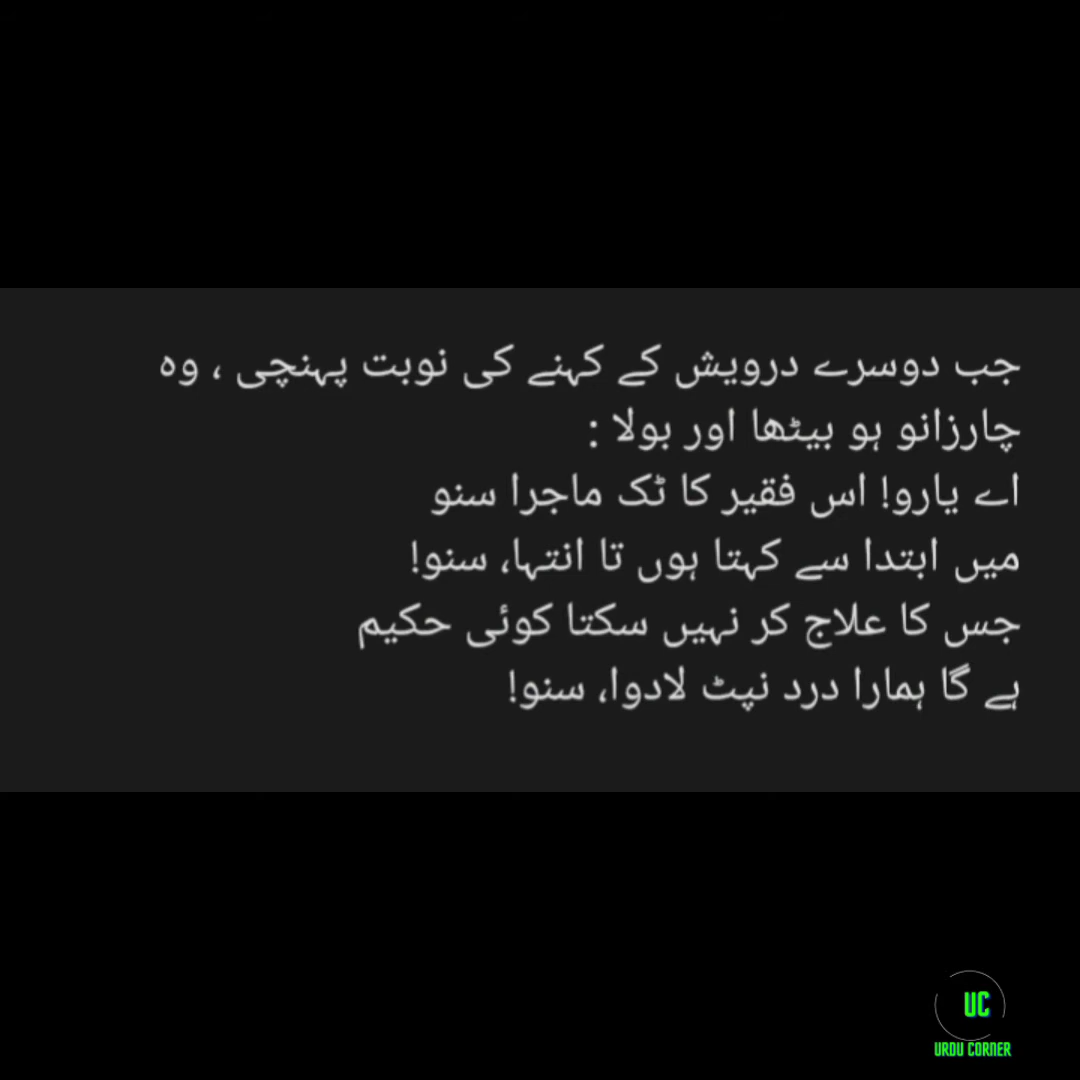 جب دوسرے درویش کے کہنے کی نوبت پہنچی ، وہ
چارزانو ہو بیٹھا اور بولا :
اے یارو! اس فقیر کا ٹک ماجرا سنو
میں ابتدا سے کہتا ہوں تا انتہا، سنو!
جس کا علاج کر نہیں سکتا کوئی حکیم
ہے گا ہمارا درد نپٹ لادوا، سنو!
UC
URDU CORNER